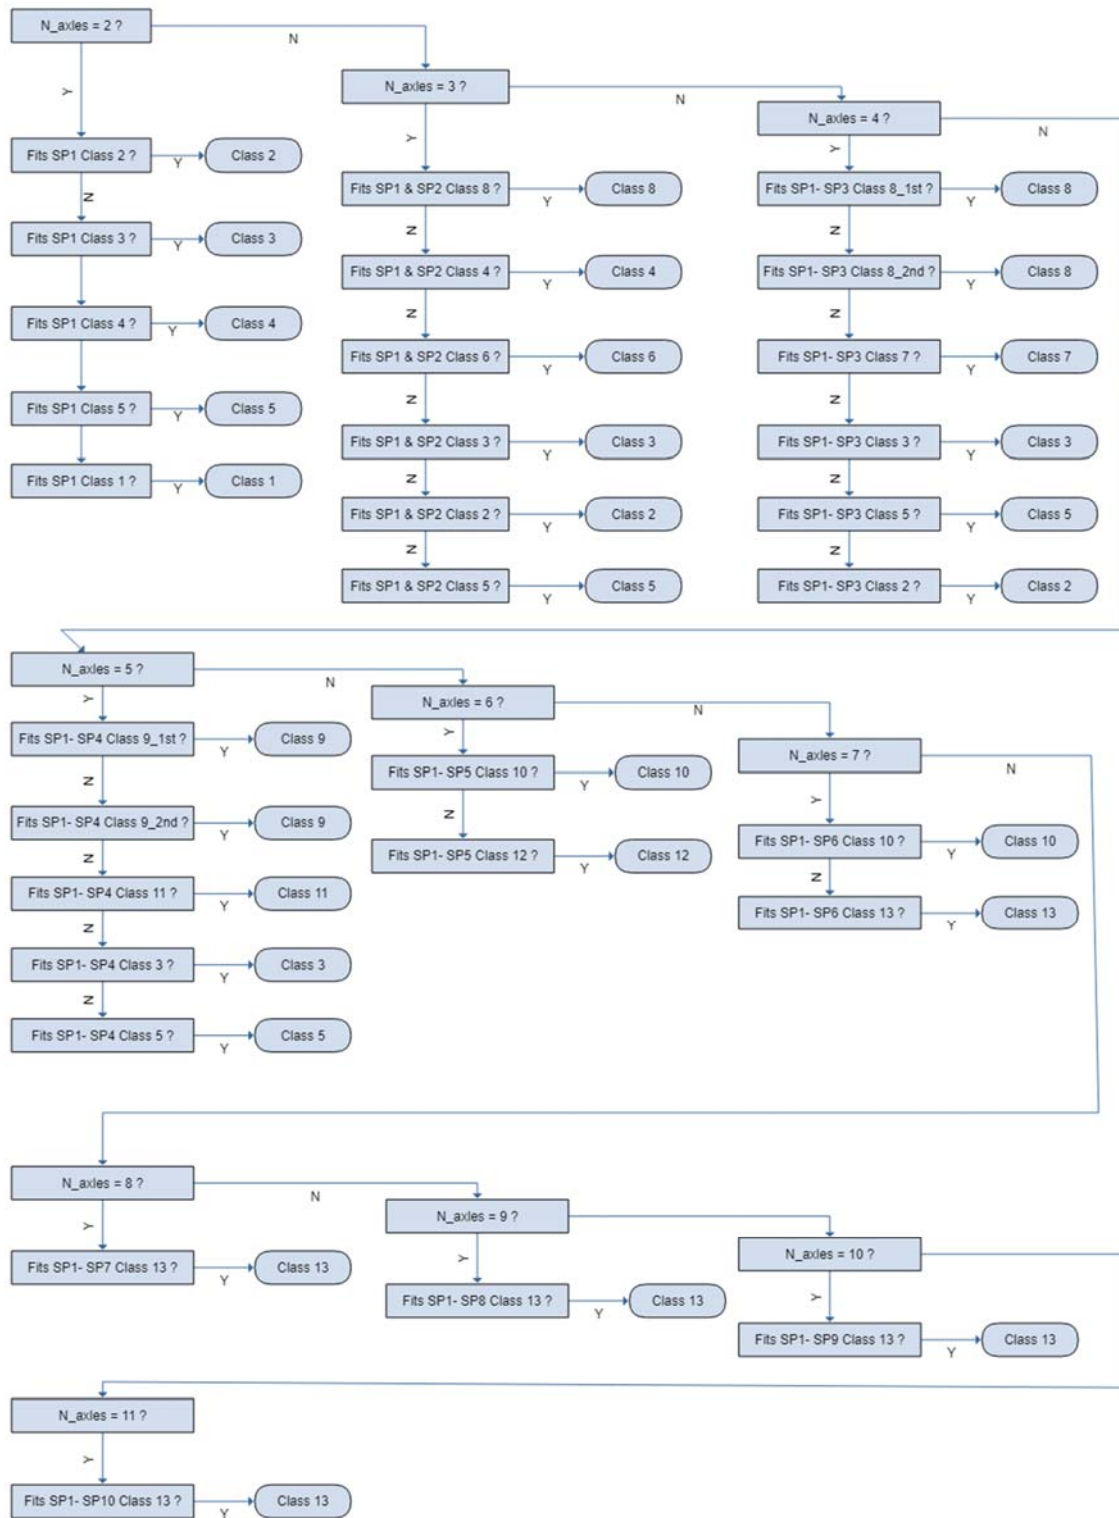 N_axles = 2 ?
N
Y
Fits SP1 Class 2 ?
Y
Class 2
N
Fits SP1 Class 3 ?
Y
Class 3
Fits SP1 Class 4 ?
Y
Class 4
Fits SP1 Class 5 ?
Y
Class 5
Fits SP1 Class 1 ?
Y
Class 1
N_axles = 3 ?
N
Y
Fits SP1 & SP2 Class 8 ?
Y
Class 8
N
Fits SP1 & SP2 Class 4 ?
Y
Class 4
N
Fits SP1 & SP2 Class 6 ?
Y
Class 6
N
Fits SP1 & SP2 Class 3 ?
Y
Class 3
N
Fits SP1 & SP2 Class 2 ?
Y
Class 2
N
Fits SP1 & SP2 Class 5 ?
Y
Class 5
N_axles = 4 ?
N
Y
Fits SP1- SP3 Class 8_1st ?
Y
Class 8
N
Fits SP1- SP3 Class 8_2nd ?
Y
Class 8
N
Fits SP1- SP3 Class 7 ?
Y
Class 7
N
Fits SP1- SP3 Class 3 ?
Y
Class 3
N
Fits SP1- SP3 Class 5 ?
Y
Class 5
N
Fits SP1- SP3 Class 2 ?
Y
Class 2
N_axles = 5 ?
N
Y
Fits SP1- SP4 Class 9_1st ?
Y
Class 9
N
Fits SP1- SP4 Class 9_2nd ?
Y
Class 9
N
Fits SP1- SP4 Class 11 ?
Y
Class 11
N
Fits SP1- SP4 Class 3 ?
Y
Class 3
N
Fits SP1- SP4 Class 5 ?
Y
Class 5
N_axles = 6 ?
N
Y
Fits SP1- SP5 Class 10 ?
Y
Class 10
N
Fits SP1- SP5 Class 12 ?
Y
Class 12
N_axles = 7 ?
N
Y
Fits SP1- SP6 Class 10 ?
Y
Class 10
N
Fits SP1- SP6 Class 13 ?
Y
Class 13
N_axles = 8 ?
N
Y
Fits SP1- SP7 Class 13 ?
Y
Class 13
N_axles = 9 ?
Y
Fits SP1- SP8 Class 13 ?
Y
Class 13
N_axles = 10 ?
Y
Fits SP1- SP9 Class 13 ?
Y
Class 13
N_axles = 11 ?
Y
Fits SP1- SP10 Class 13 ?
Y
Class 13